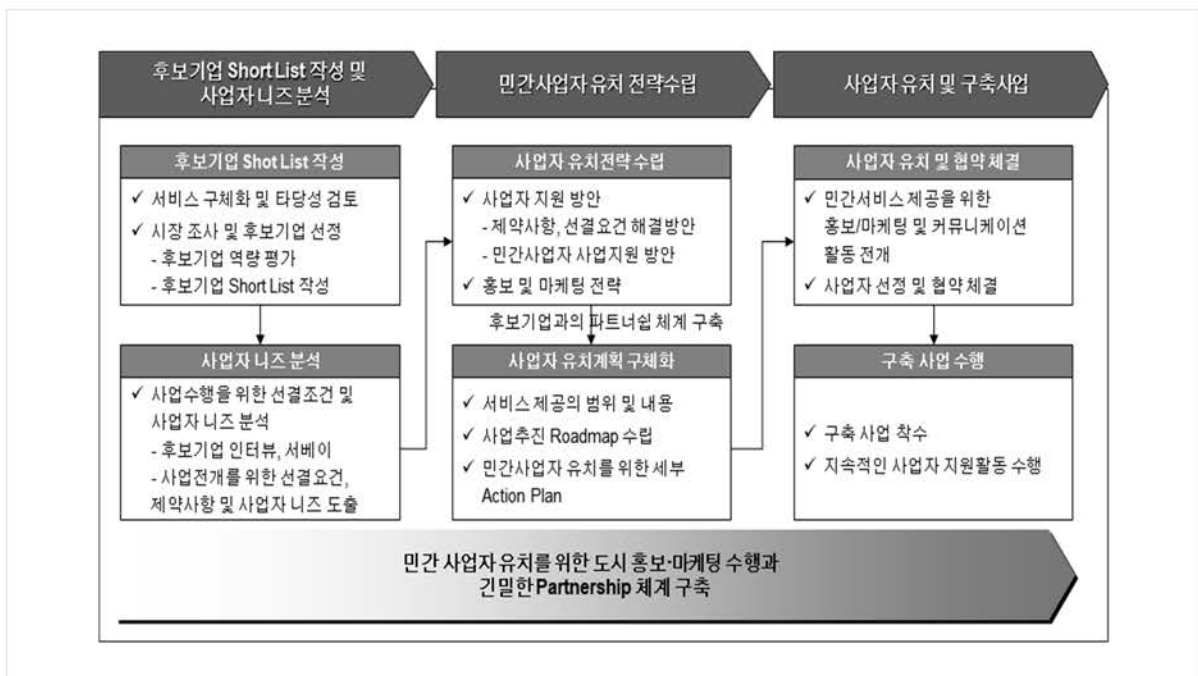 후보기업 Short List 작성 및
사업자 니즈 분석
민간사업자 유치 전략수립
사업자 유치 및 구축사업
후보기업 Shot List 작성
✓ 서비스 구체화 및 타당성 검토
✓ 시장 조사 및 후보기업 선정
- 후보기업 역량 평가
- 후보기업 Short List 작성
사업자 니즈 분석
✓ 사업수행을 위한 선결조건 및
사업자 니즈 분석
- 후보기업 인터뷰, 서베이
- 사업전개를 위한 선결요건,
제약사항 및 사업자 니즈 도출
사업자 유치전략 수립
✓ 사업자 지원 방안
- 제약사항, 선결요건 해결방안
- 민간사업자 사업지원 방안
✓ 홍보 및 마케팅 전략
후보기업과의 파트너쉽 체계 구축
사업자 유치계획 구체화
✓ 서비스 제공의 범위 및 내용
✓ 사업추진 Roadmap 수립
✓ 민간사업자 유치를 위한 세부
Action Plan
사업자 유치 및 협약 체결
✓ 민간서비스 제공을 위한
홍보/마케팅 및 커뮤니케이션
활동 전개
✓ 사업자 선정 및 협약 체결
구축 사업 수행
✓ 구축 사업 착수
✓ 지속적인 사업자 지원활동 수행
민간 사업자 유치를 위한 도시 홍보·마케팅 수행과
긴밀한 Partnership 체계 구축